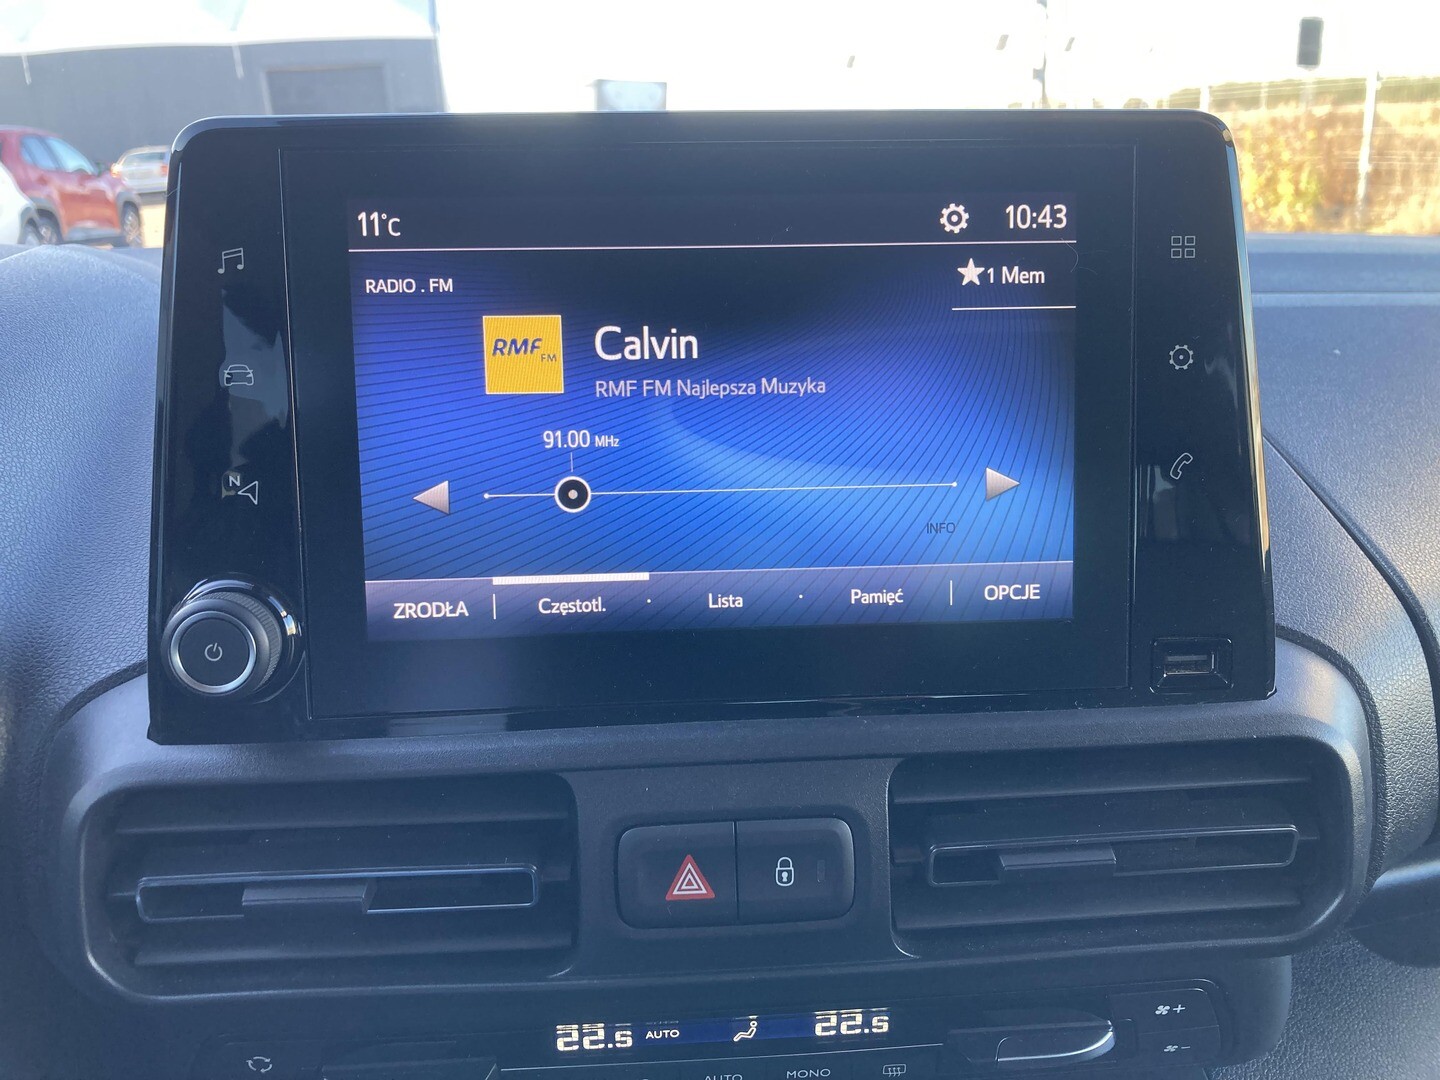 11°C
10:43
RADIO . FM
1 Mem
RMF FM
Calvin
RMF FM Najlepsza Muzyka
91.00 MHz
INFO
ZRODŁA
Częstotl.
Lista
Pamięć
OPCJE
N
22.5 AUTO 22.5
AUTO
MONO